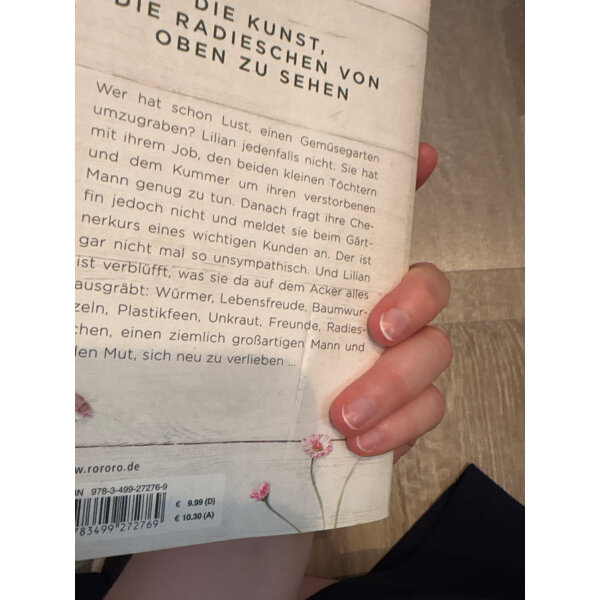 DIE KUNST,
DIE RADIESCHEN VON
OBEN ZU SEHEN
Wer hat schon Lust, einen Gemüsegarten
umzugraben? Lilian jedenfalls nicht. Sie hat
mit ihrem Job, den beiden kleinen Töchtern
und dem Kummer um ihren verstorbenen
Mann genug zu tun. Danach fragt ihre Che-
fin jedoch nicht und meldet sie beim Gärt-
nerkurs eines wichtigen Kunden an. Der ist
gar nicht mal so unsympathisch. Und Lilian
ist verblüfft, was sie da auf dem Acker alles
ausgräbt: Würmer, Lebensfreude, Baumwur-
zeln, Plastikfeen, Unkraut, Freunde, Radies-
chen, einen ziemlich großartigen Mann und
den Mut, sich neu zu verlieben ...
w.rororo.de
BN 978-3-499-27276-9
€ 9.99 (D)
€ 10.30 (A)
783499 272769